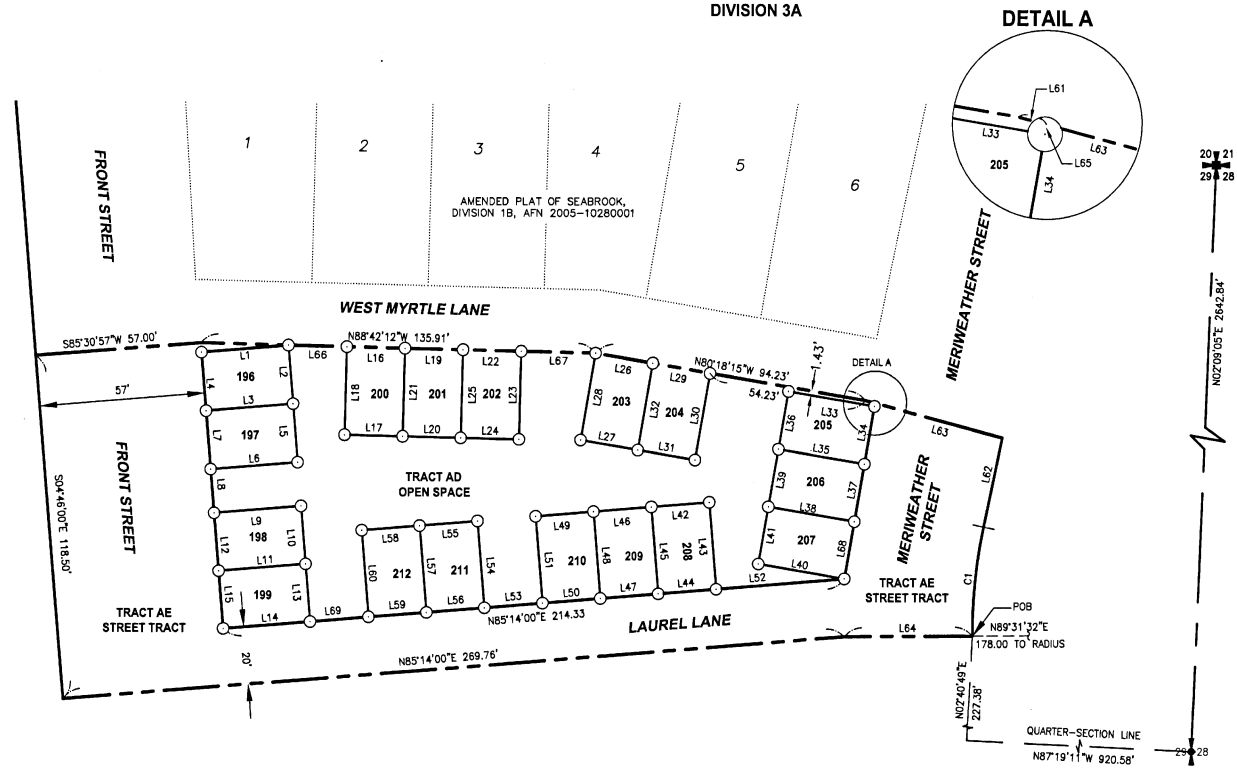 DIVISION 3A
DETAIL A
L61
L33
L63
205
L65
L34
20 21
29 28
1
2
3
4
5
6
AMENDED PLAT OF SEABROOK,
DIVISION 1B, AFN 2005-10280001
FRONT STREET
MERIWEATHER STREET
N02°09'05"E 2642.84'
WEST MYRTLE LANE
S85°30'57"W 57.00'
N88°42'12"W 135.91'
L1
L66
L16
L19
L22
L67
L26
L29
N80°18'15"W 94.23'
54.23'
1.43'
DETAIL A
57'
L4
196
L2
L3
L18
200
L21
201
L25
202
L23
L28
203
L32
204
L30
L36
L33
205
L34
L63
L7
197
L5
L6
L17
L20
L24
L27
L31
L35
L62
L8
TRACT AD
OPEN SPACE
L39
206
L37
L38
FRONT STREET
S04°46'00"E 118.50'
L9
198
L10
L12
L11
L58
L55
L49
L46
L42
L41
207
L68
L40
MERIWEATHER
STREET
L60
212
L57
211
L54
L51
210
L48
209
L45
208
L43
L15
199
L13
L14
L69
L59
L56
L53
L50
L47
L44
L52
C1
TRACT AE
STREET TRACT
TRACT AE
STREET TRACT
N85°14'00"E 214.33
LAUREL LANE
POB
L64
N89°31'32"E
178.00 TO RADIUS
20'
N85°14'00"E 269.76'
N02°40'49"E
227.38'
QUARTER-SECTION LINE
N87°19'11"W 920.58'
29 28